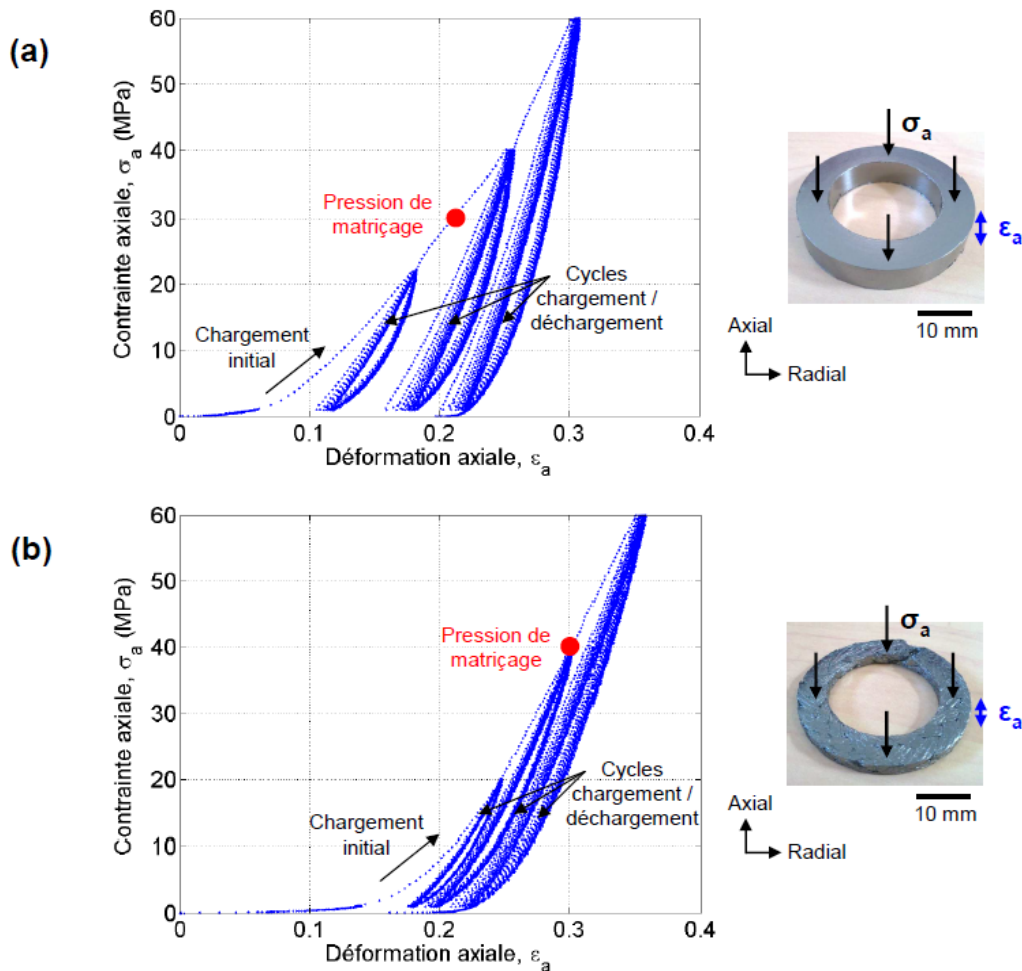 (a)
60
50
40
30
20
10
0
Contrainte axiale, σa (MPa)
Pression de
matriçage
Chargement
initial
Cycles
chargement /
déchargement
0 0.1 0.2 0.3 0.4
Déformation axiale, εa
σa
εa
10 mm
Axial
Radial
(b)
60
50
40
30
20
10
0
Contrainte axiale, σa (MPa)
Pression de
matriçage
Chargement
initial
Cycles
chargement /
déchargement
0 0.1 0.2 0.3 0.4
Déformation axiale, εa
σa
εa
10 mm
Axial
Radial